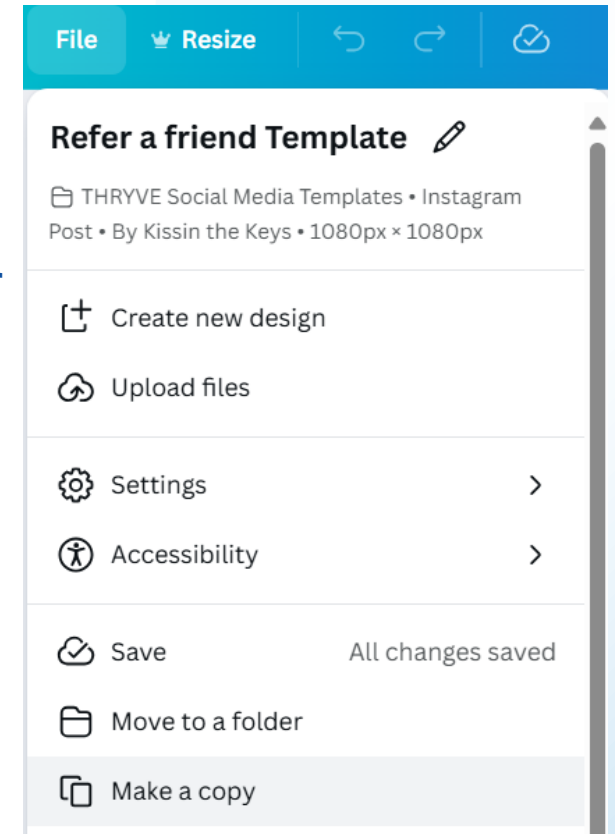 File Resize
Refer a friend Template
THRYVE Social Media Templates • Instagram
Post • By Kissin the Keys • 1080px × 1080px
Create new design
Upload files
Settings
Accessibility
Save All changes saved
Move to a folder
Make a copy